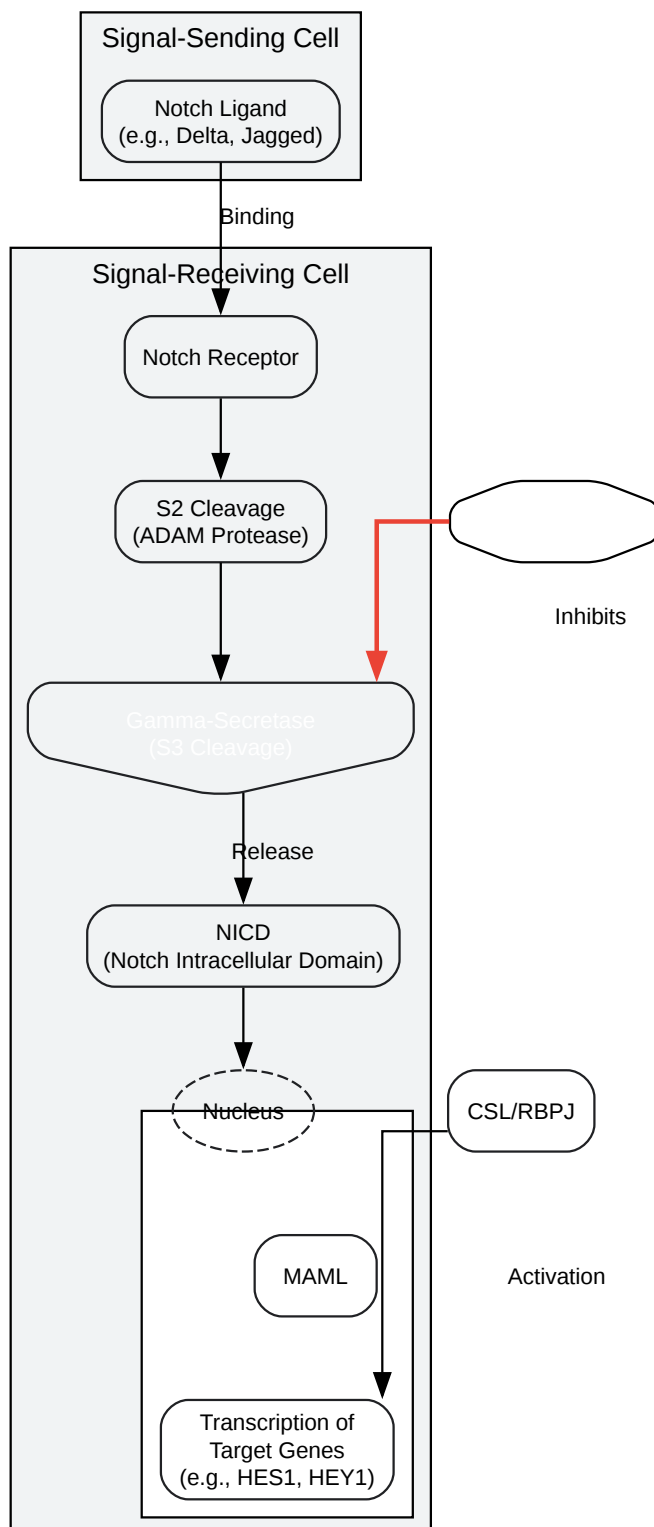 Signal-Sending Cell
Notch Ligand
(e.g., Delta, Jagged)
Binding
Signal-Receiving Cell
Notch Receptor
S2 Cleavage
(ADAM Protease)
Inhibits
Gamma-Secretase
(S3 Cleavage)
Release
NICD
(Notch Intracellular Domain)
Nucleus
CSL/RBPJ
MAML
Activation
Transcription of
Target Genes
(e.g., HES1, HEY1)